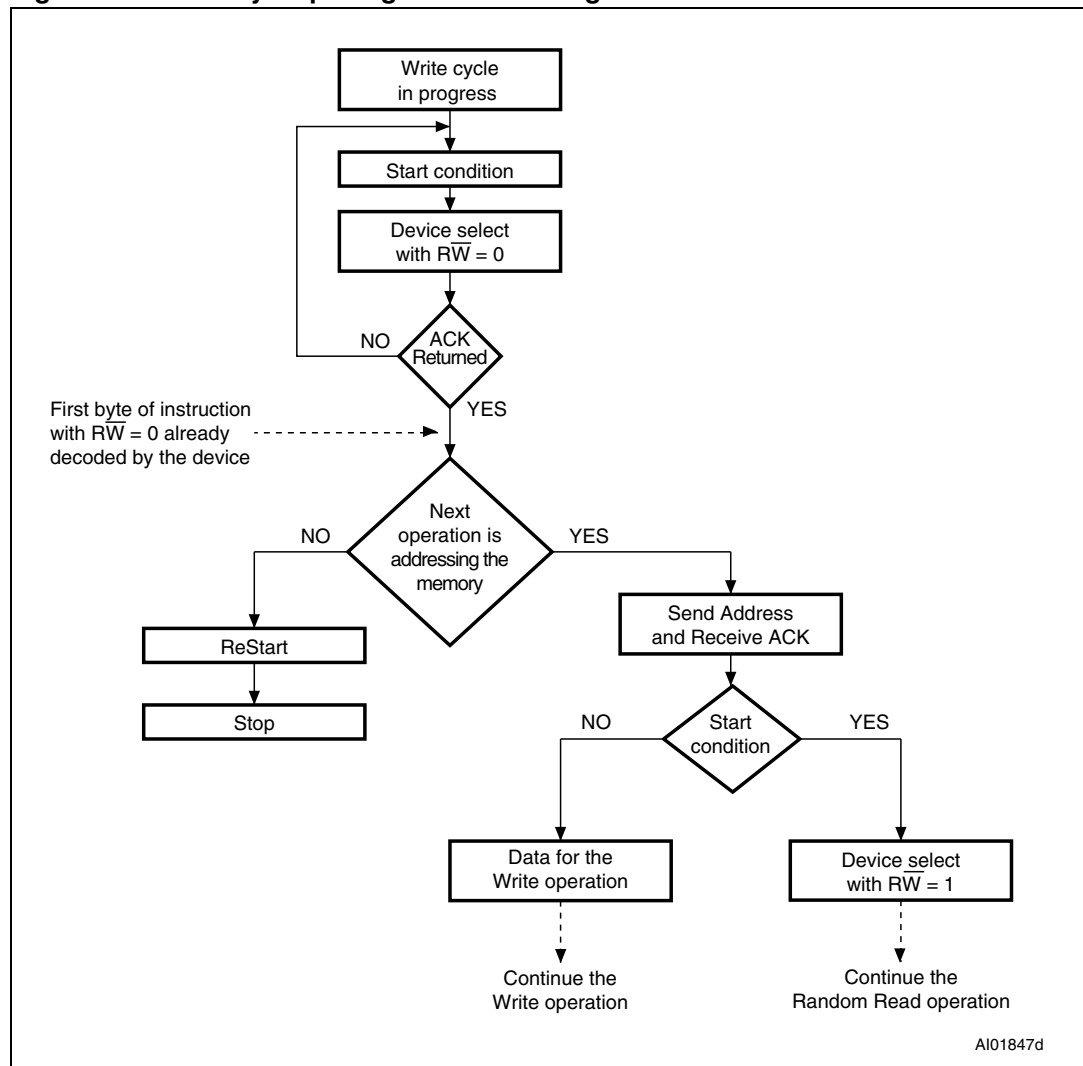 Write cycle
in progress
Start condition
Device select
with RW̅ = 0
ACK
Returned
NO
YES
First byte of instruction
with RW̅ = 0 already
decoded by the device
Next
operation is
addressing the
memory
NO
YES
Send Address
and Receive ACK
ReStart
Stop
Start
condition
NO
YES
Data for the
Write operation
Device select
with RW̅ = 1
Continue the
Write operation
Continue the
Random Read operation
AI01847d